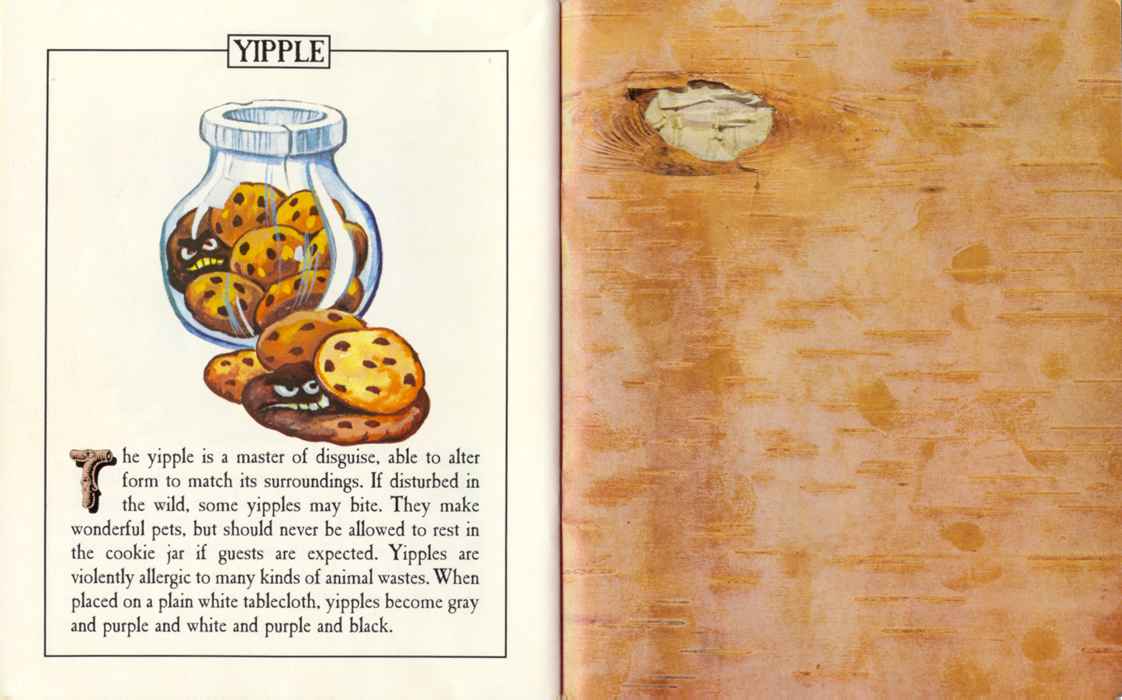 YIPPLE
The yipple is a master of disguise, able to alter
form to match its surroundings. If disturbed in
the wild, some yipples may bite. They make
wonderful pets, but should never be allowed to rest in
the cookie jar if guests are expected. Yipples are
violently allergic to many kinds of animal wastes. When
placed on a plain white tablecloth, yipples become gray
and purple and white and purple and black.